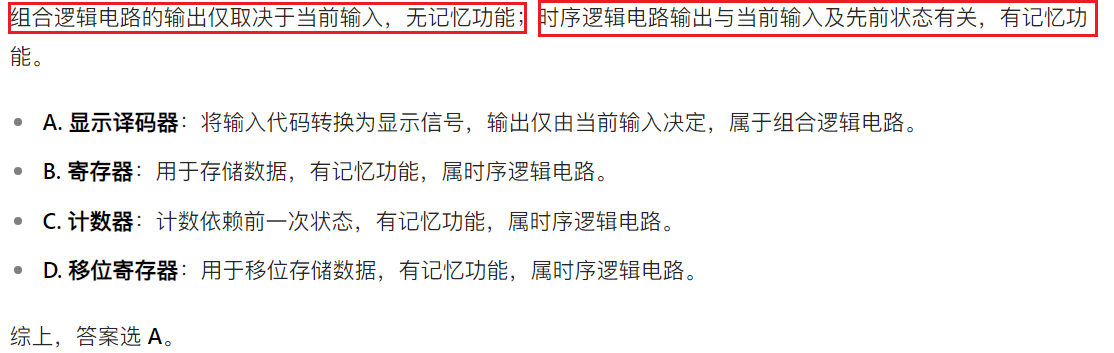 组合逻辑电路的输出仅取决于当前输入，无记忆功能；时序逻辑电路输出与当前输入及先前状态有关，有记忆功
能。
A. 显示译码器：将输入代码转换为显示信号，输出仅由当前输入决定，属于组合逻辑电路。
B. 寄存器：用于存储数据，有记忆功能，属时序逻辑电路。
C. 计数器：计数依赖前一次状态，有记忆功能，属时序逻辑电路。
D. 移位寄存器：用于移位存储数据，有记忆功能，属时序逻辑电路。
综上，答案选 A。